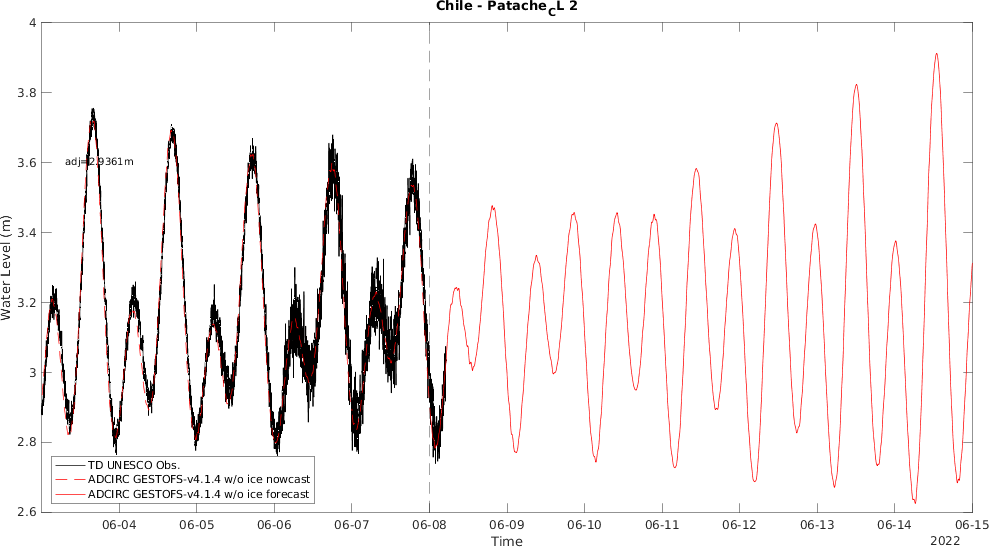 Chile - Patache_CL 2
4
3.8
3.6
3.4
3.2
3
2.8
2.6
Water Level (m)
adj=2.9361m
TD UNESCO Obs.
ADCIRC GESTOFS-v4.1.4 w/o ice nowcast
ADCIRC GESTOFS-v4.1.4 w/o ice forecast
06-04 06-05 06-06 06-07 06-08 06-09 06-10 06-11 06-12 06-13 06-14 06-15
Time
2022